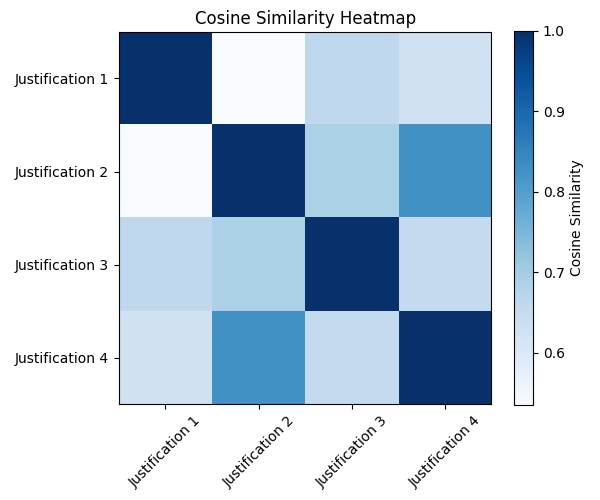 Cosine Similarity Heatmap
Justification 1
Justification 2
Justification 3
Justification 4
Justification 1
Justification 2
Justification 3
Justification 4
1.0
0.9
0.8
0.7
0.6
Cosine Similarity